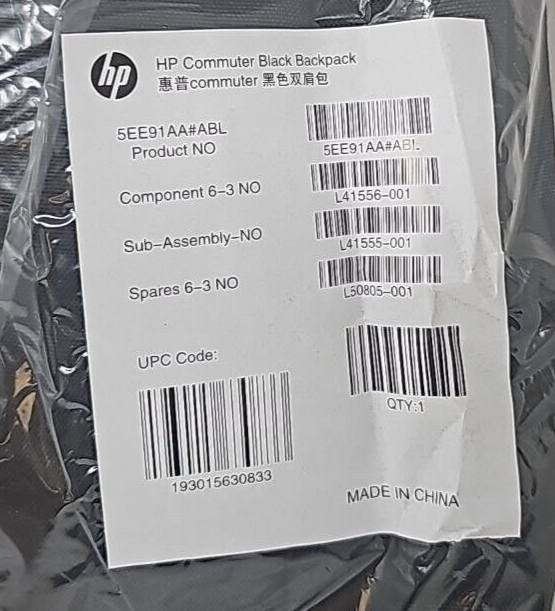 hp
HP Commuter Black Backpack
惠普commuter 黑色双肩包
5EE91AA#ABL
Product NO
5EE91AA#ABL
Component 6-3 NO
L41556-001
Sub-Assembly-NO
L41555-001
Spares 6-3 NO
L50805-001
UPC Code:
193015630833
QTY:1
MADE IN CHINA